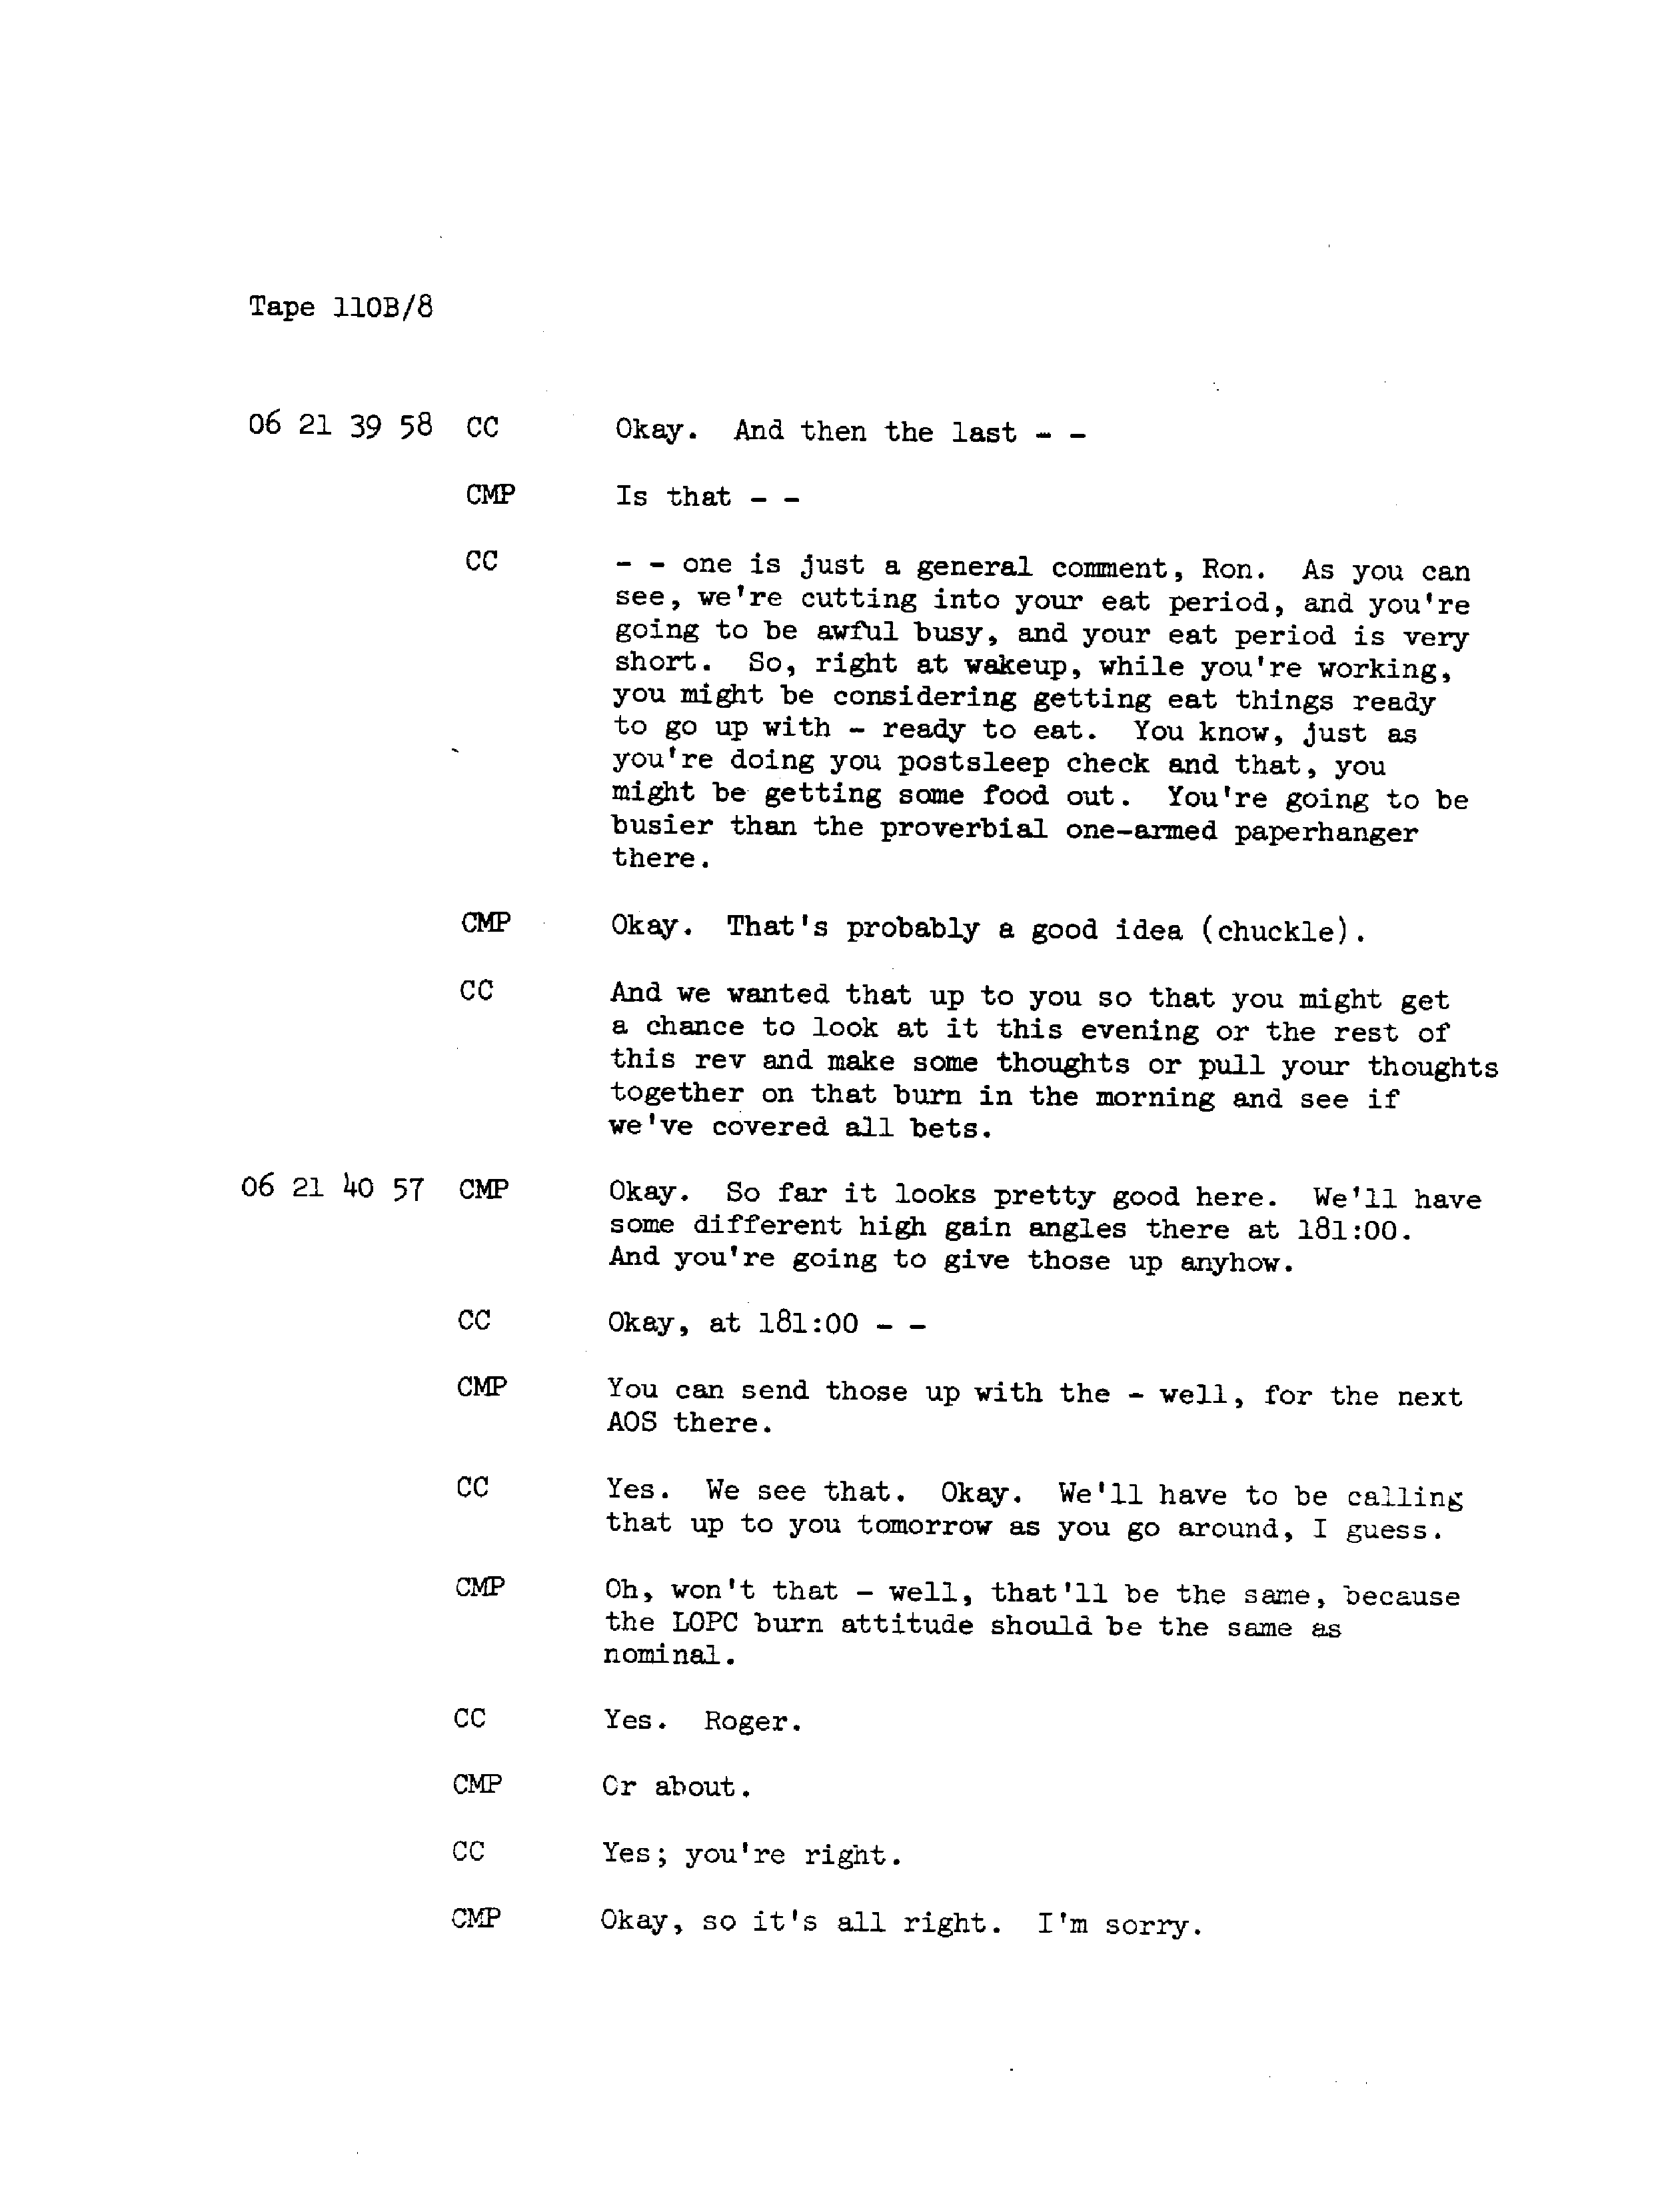 Tape 110B/8
06 21 39 58 CC Okay. And then the last - -
CMP Is that - -
CC - - one is just a general comment, Ron. As you can
see, we're cutting into your eat period, and you're
going to be awful busy, and your eat period is very
short. So, right at wakeup, while you're working,
you might be considering getting eat things ready
to go up with - ready to eat. You know, just as
you're doing you postsleep check and that, you
might be getting some food out. You're going to be
busier than the proverbial one-armed paperhanger
there.
CMP Okay. That's probably a good idea (chuckle).
CC And we wanted that up to you so that you might get
a chance to look at it this evening or the rest of
this rev and make some thoughts or pull your thoughts
together on that burn in the morning and see if
we've covered all bets.
06 21 40 57 CMP Okay. So far it looks pretty good here. We'll have
some different high gain angles there at 181:00.
And you're going to give those up anyhow.
CC Okay, at 181:00 - -
CMP You can send those up with the - well, for the next
AOS there.
CC Yes. We see that. Okay. We'll have to be calling
that up to you tomorrow as you go around, I guess.
CMP Oh, won't that - well, that'll be the same, because
the LOPC burn attitude should be the same as
nominal.
CC Yes. Roger.
CMP Or about.
CC Yes; you're right.
CMP Okay, so it's all right. I'm sorry.